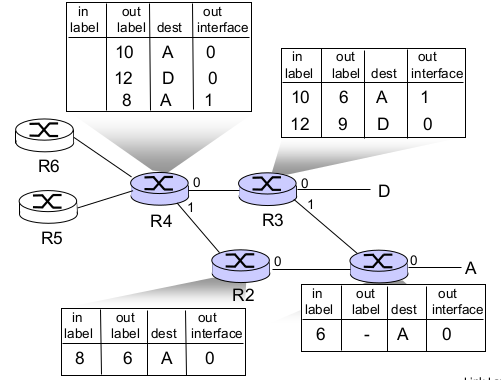 in out out
label label dest interface
10 A 0
12 D 0
8 A 1
in out out
label label dest interface
10 6 A 1
12 9 D 0
R6
R5
R4
0
1
R3
0
1
D
R2
0
0
A
in out out
label label dest interface
8 6 A 0
in out out
label label dest interface
6 - A 0